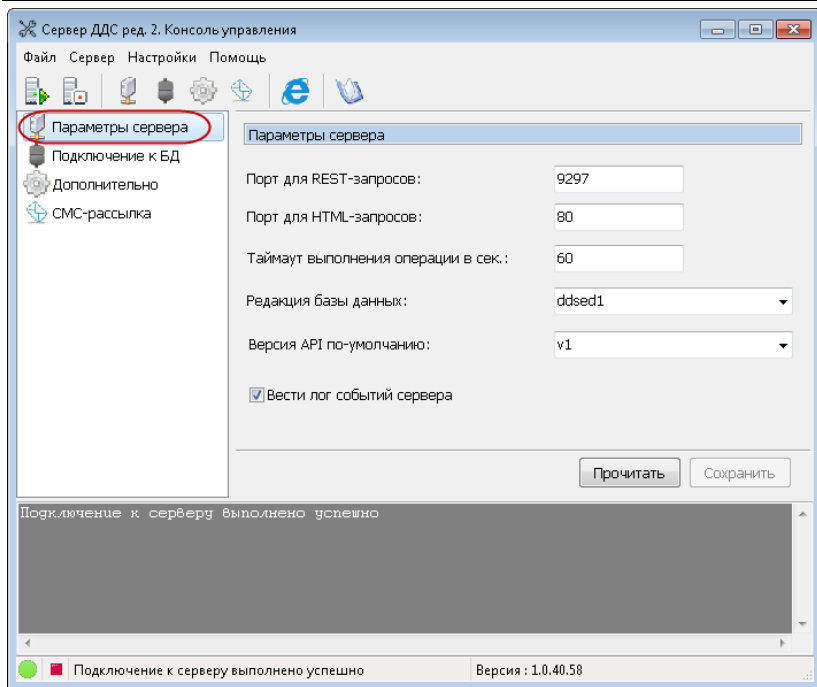 Сервер ДДС ред. 2. Консоль управления
Файл Сервер Настройки Помощь
Параметры сервера
Подключение к БД
Дополнительно
СМС-рассылка
Параметры сервера
Порт для REST-запросов: 9297
Порт для HTML-запросов: 80
Таймаут выполнения операции в сек.: 60
Редакция базы данных: ddsed1
Версия API по-умолчанию: v1
Вести лог событий сервера
Прочитать Сохранить
Подключение к серверу выполнено успешно
Подключение к серверу выполнено успешно Версия : 1.0.40.58